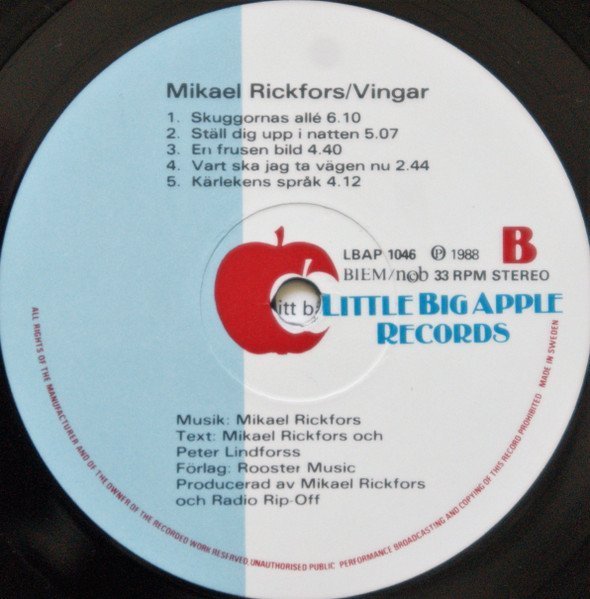 Mikael Rickfors/Vingar
1. Skuggornas allé 6.10
2. Ställ dig upp i natten 5.07
3. En frusen bild 4.40
4. Vart ska jag ta vägen nu 2.44
5. Kärlekens språk 4.12
LBAP 1046 ℗ 1988 B
BIEM/n©b 33 RPM STEREO
itt b
LITTLE BIG APPLE
RECORDS
Musik: Mikael Rickfors
Text: Mikael Rickfors och
Peter Lindforss
Förlag: Rooster Music
Producerad av Mikael Rickfors
och Radio Rip-Off
ALL RIGHTS OF THE MANUFACTURER AND OF THE OWNER OF THE RECORDED WORK RESERVED. UNAUTHORISED PUBLIC PERFORMANCE BROADCASTING AND COPYING OF THIS RECORD PROHIBITED MADE IN SWEDEN